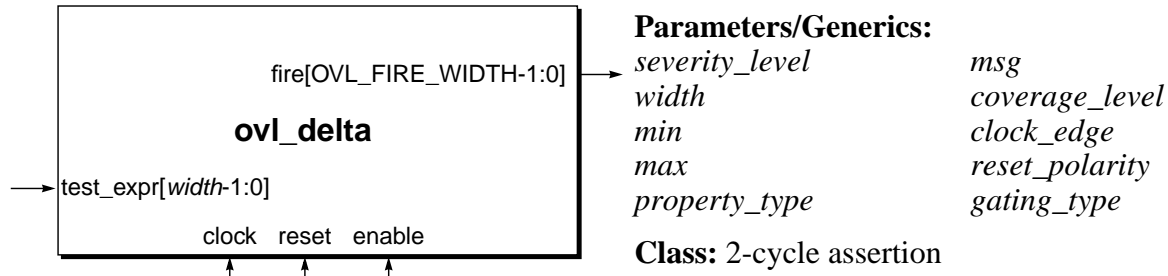 fire[OVL_FIRE_WIDTH-1:0]
ovl_delta
test_expr[width-1:0]
clock reset enable
Parameters/Generics:
severity_level msg
width coverage_level
min clock_edge
max reset_polarity
property_type gating_type
Class: 2-cycle assertion